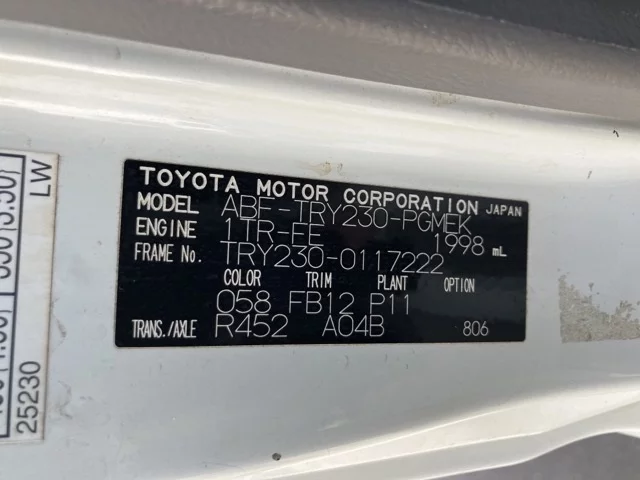 TOYOTA MOTOR CORPORATION JAPAN
MODEL ABF-TRY230-PGMEK
ENGINE 1TR-FE 1998 mL
FRAME No. TRY230-0117222
COLOR TRIM PLANT OPTION
058 FB12 P11
TRANS./AXLE R452 A04B 806
LW
25230